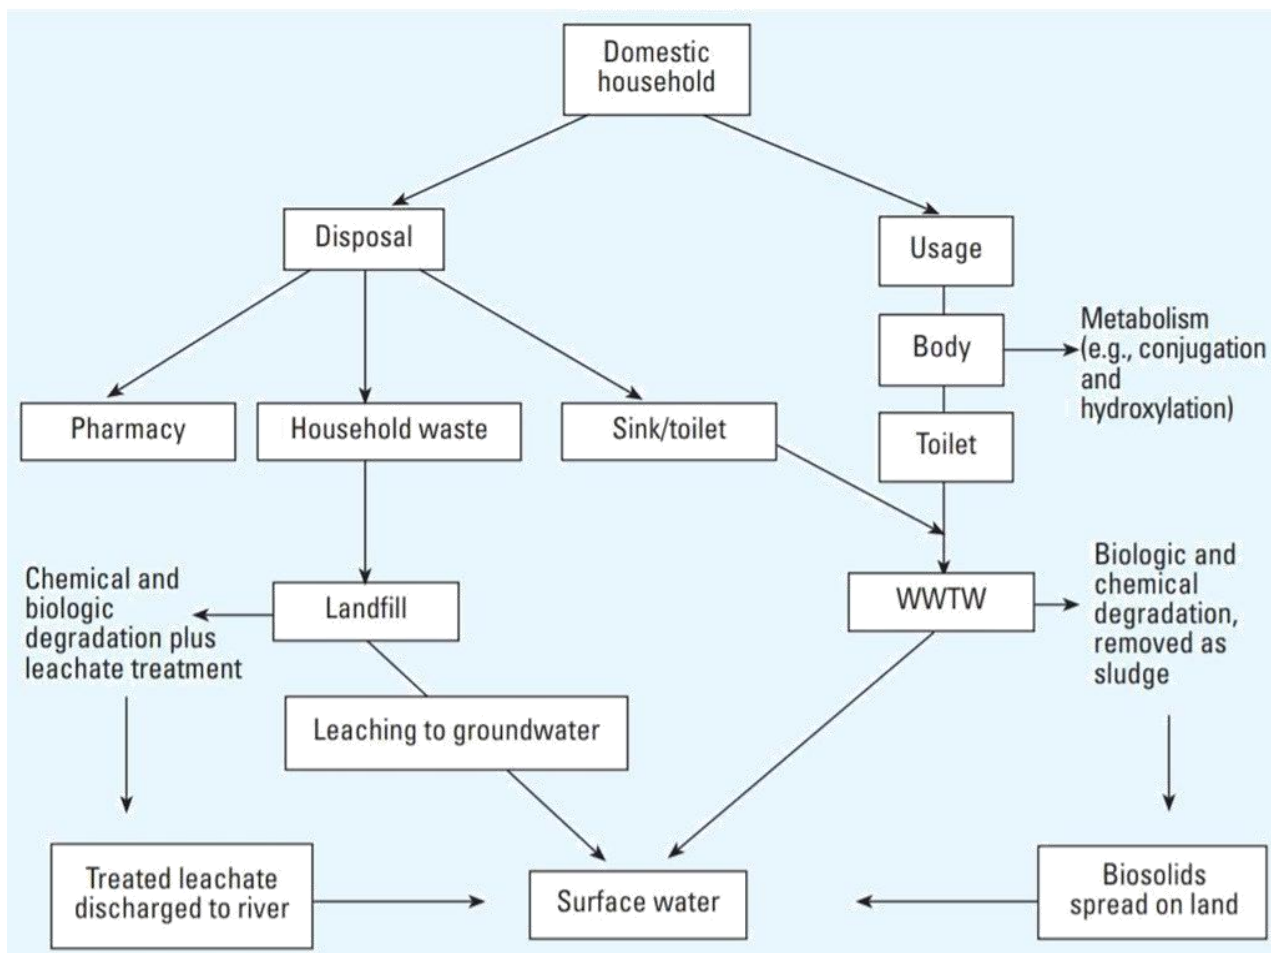 Domestic
household
Disposal
Usage
Body
Metabolism
(e.g., conjugation
and
hydroxylation)
Pharmacy
Household waste
Sink/toilet
Toilet
Chemical and
biologic
degradation plus
leachate treatment
Landfill
WWTW
Biologic and
chemical
degradation,
removed as
sludge
Leaching to groundwater
Treated leachate
discharged to river
Surface water
Biosolids
spread on land